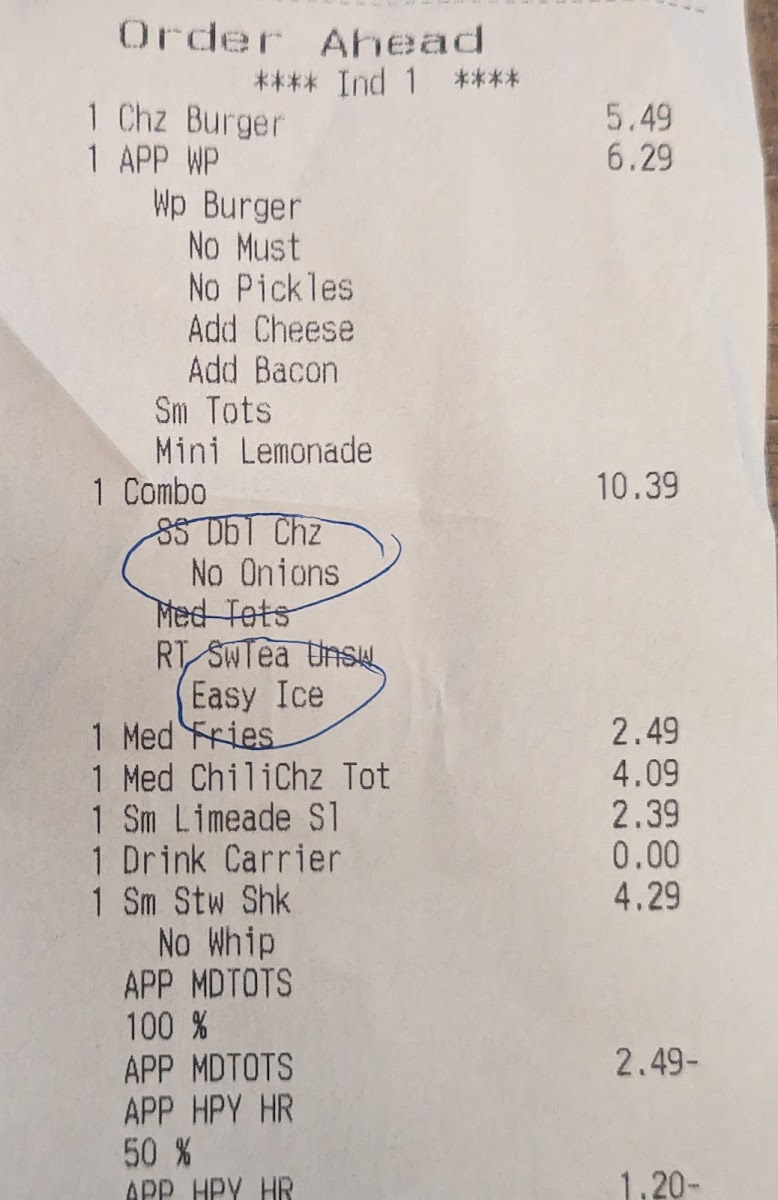 Order Ahead
**** Ind 1 ****
1 Chz Burger 5.49
1 APP WP 6.29
Wp Burger
No Must
No Pickles
Add Cheese
Add Bacon
Sm Tots
Mini Lemonade
1 Combo 10.39
SS Dbl Chz
No Onions
Med Tots
RT SwTea Unsw
Easy Ice
1 Med Fries 2.49
1 Med ChiliChz Tot 4.09
1 Sm Limeade Sl 2.39
1 Drink Carrier 0.00
1 Sm Stw Shk 4.29
No Whip
APP MDTOTS
100 %
APP MDTOTS 2.49-
APP HPY HR
50 %
APP HPY HR 1.20-